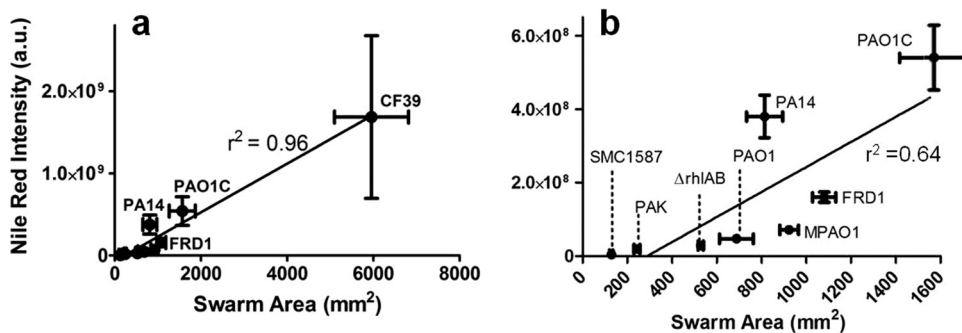 a
Nile Red Intensity (a.u.)
2.0×10⁹
1.0×10⁹
0
r² = 0.96
CF39
PAO1C
PA14
FRD1
0 2000 4000 6000 8000
Swarm Area (mm²)
b
6.0×10⁸
4.0×10⁸
2.0×10⁸
0
PAO1C
PA14
SMC1587
PAK
ΔrhlAB
PAO1
r² =0.64
FRD1
MPAO1
0 200 400 600 800 1000 1200 1400 1600
Swarm Area (mm²)